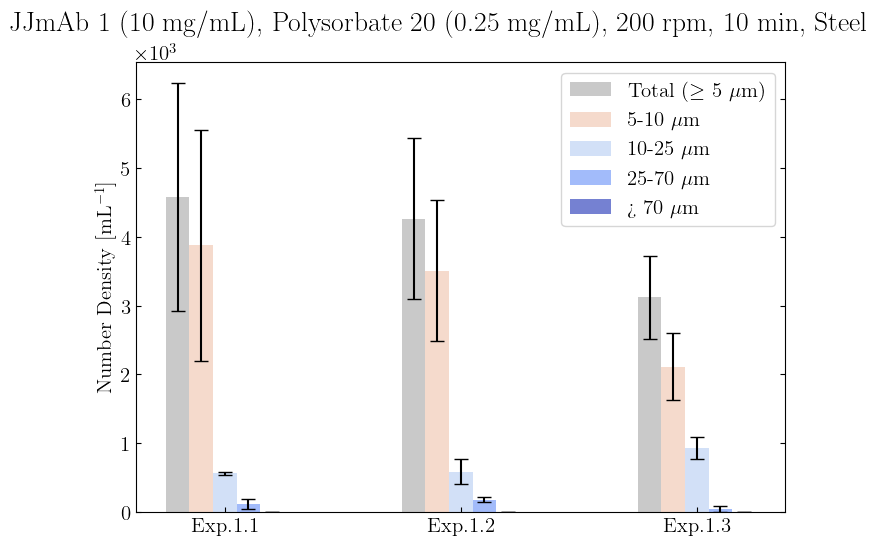 JJmAb 1 (10 mg/mL), Polysorbate 20 (0.25 mg/mL), 200 rpm, 10 min, Steel
×10³
Total (≥ 5 μm)
5-10 μm
10-25 μm
25-70 μm
¿ 70 μm
Number Density [mL⁻¹]
6
5
4
3
2
1
0
Exp.1.1
Exp.1.2
Exp.1.3